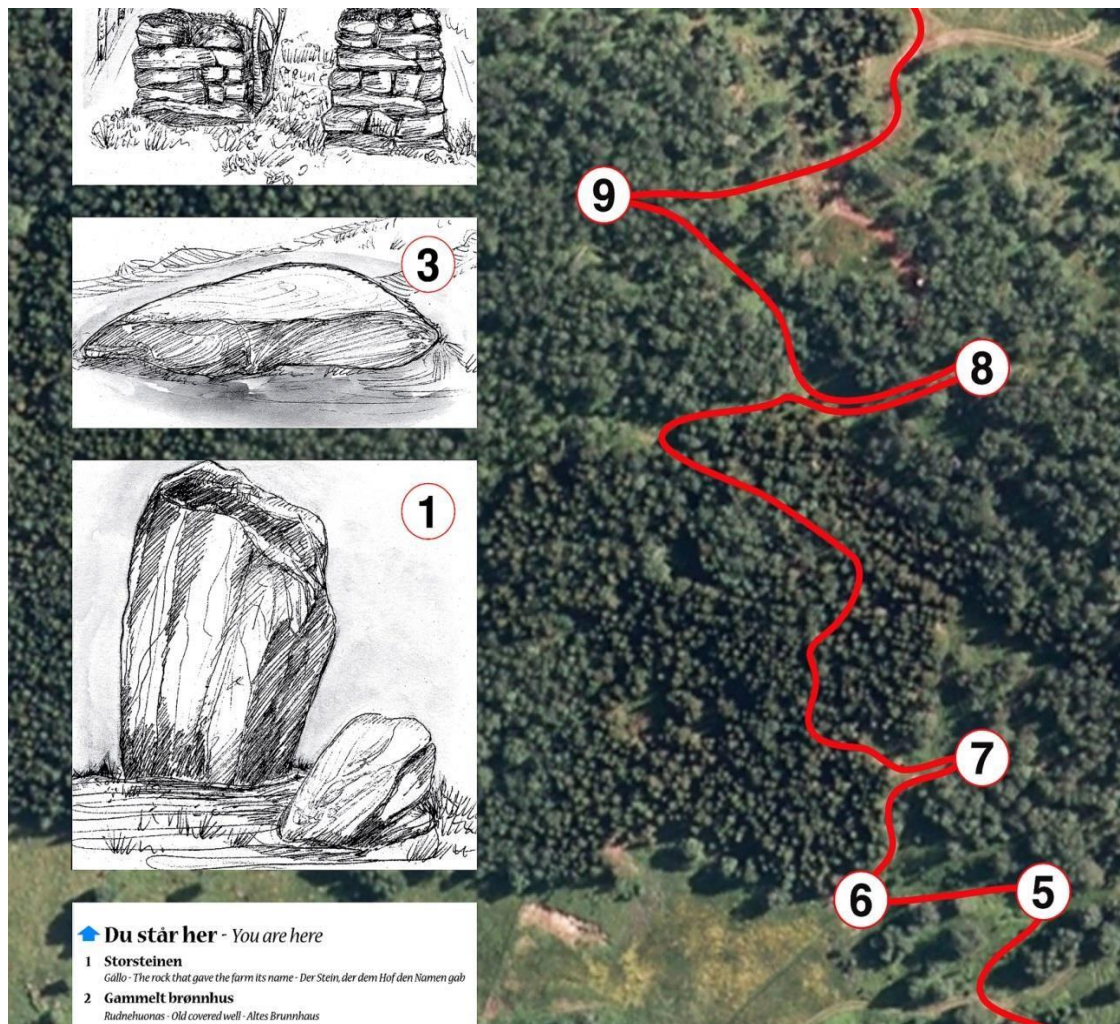 3
1
9
8
7
6
5
Du står her - You are here
1 Storsteinen
Gállo - The rock that gave the farm its name - Der Stein, der dem Hof den Namen gab
2 Gammelt brønnhus
Rudnehuonas - Old covered well - Altes Brunnhaus